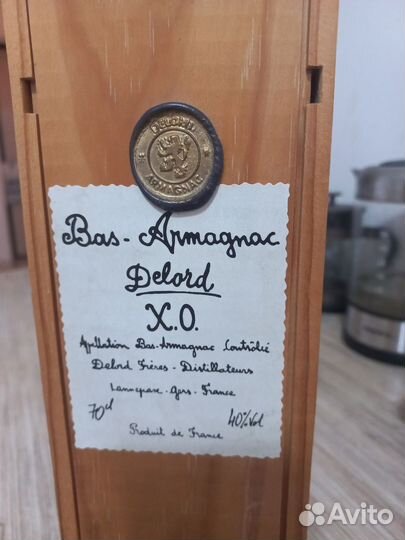 DELORD
ARMAGNAC
Bas-Armagnac
Delord
X.O.
Appellation Bas-Armagnac Contrôlée
Delord Frères - Distillateurs
Lannepax - Gers - France
70cl 40%Vol
Produit de France
Avito